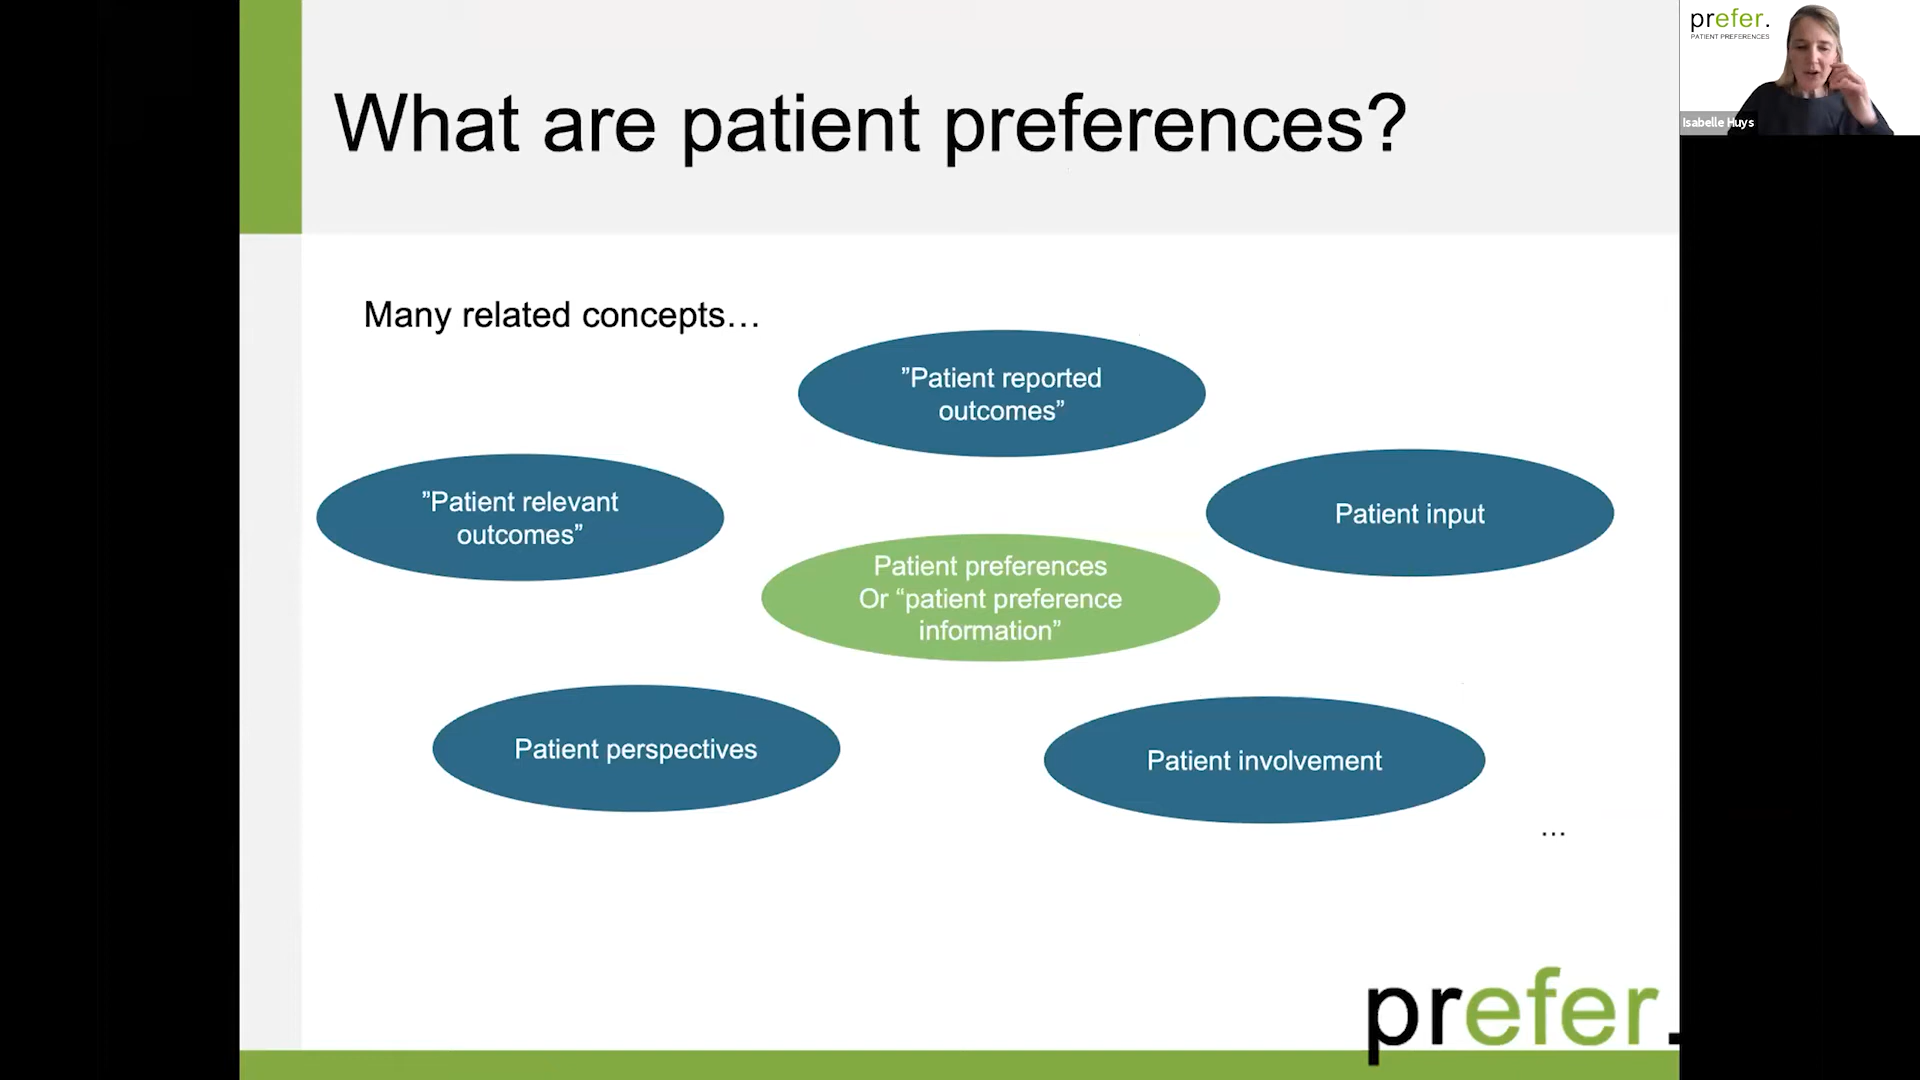 What are patient preferences?
prefer.
PATIENT PREFERENCES
Isabelle Huys
Many related concepts…
”Patient reported
outcomes”
”Patient relevant
outcomes”
Patient input
Patient preferences
Or “patient preference
information”
Patient perspectives
Patient involvement
...
prefer.